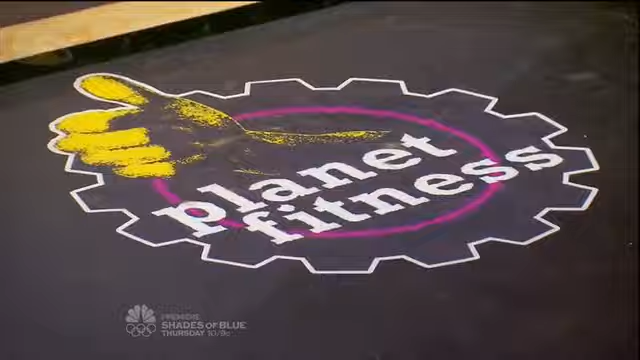 planet
fitness
PREMIERE
SHADES OF BLUE
THURSDAY 10/9c